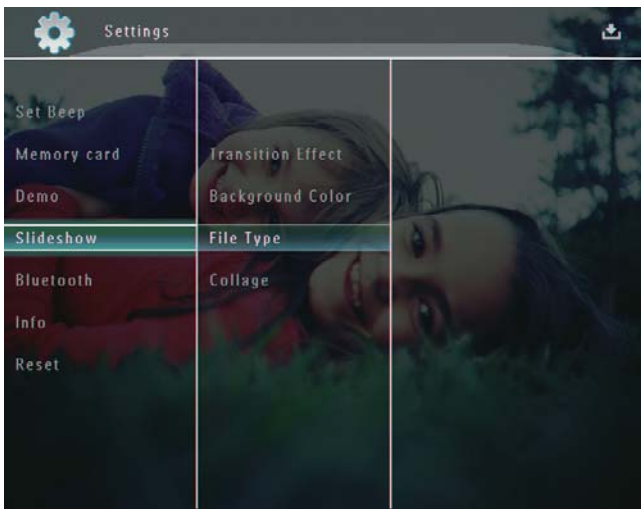 Settings
Set Beep
Memory card
Demo
Slideshow
Bluetooth
Info
Reset
Transition Effect
Background Color
File Type
Collage